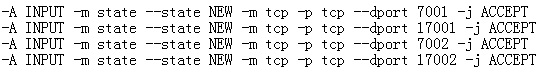 -A INPUT -m state --state NEW -m tcp -p tcp --dport 7001 -j ACCEPT
-A INPUT -m state --state NEW -m tcp -p tcp --dport 17001 -j ACCEPT
-A INPUT -m state --state NEW -m tcp -p tcp --dport 7002 -j ACCEPT
-A INPUT -m state --state NEW -m tcp -p tcp --dport 17002 -j ACCEPT